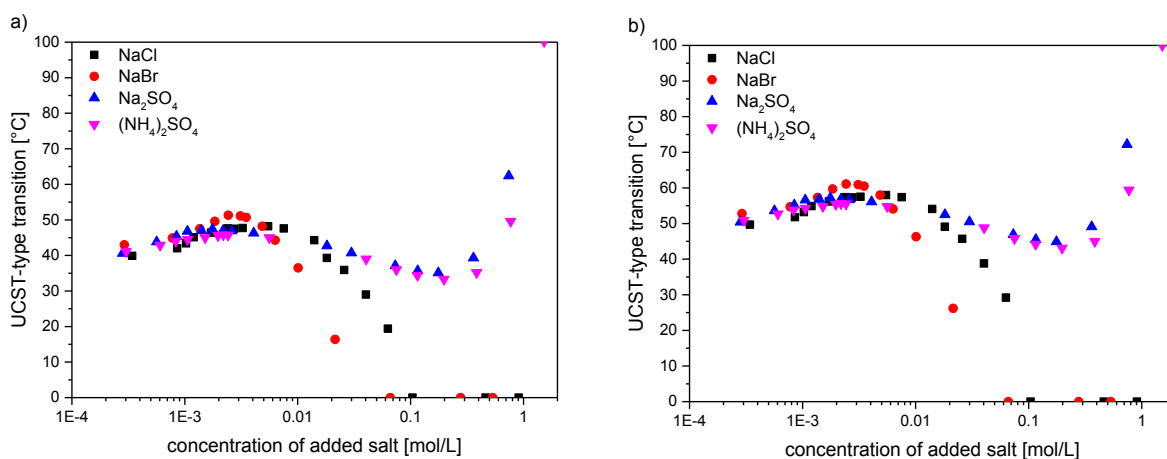 a)
100
90
80
70
60
50
40
30
20
10
0
UCST-type transition [°C]
NaCl
NaBr
Na₂SO₄
(NH₄)₂SO₄
1E-4 1E-3 0.01 0.1 1
concentration of added salt [mol/L]
b)
100
90
80
70
60
50
40
30
20
10
0
UCST-type transition [°C]
NaCl
NaBr
Na₂SO₄
(NH₄)₂SO₄
1E-4 1E-3 0.01 0.1 1
concentration of added salt [mol/L]